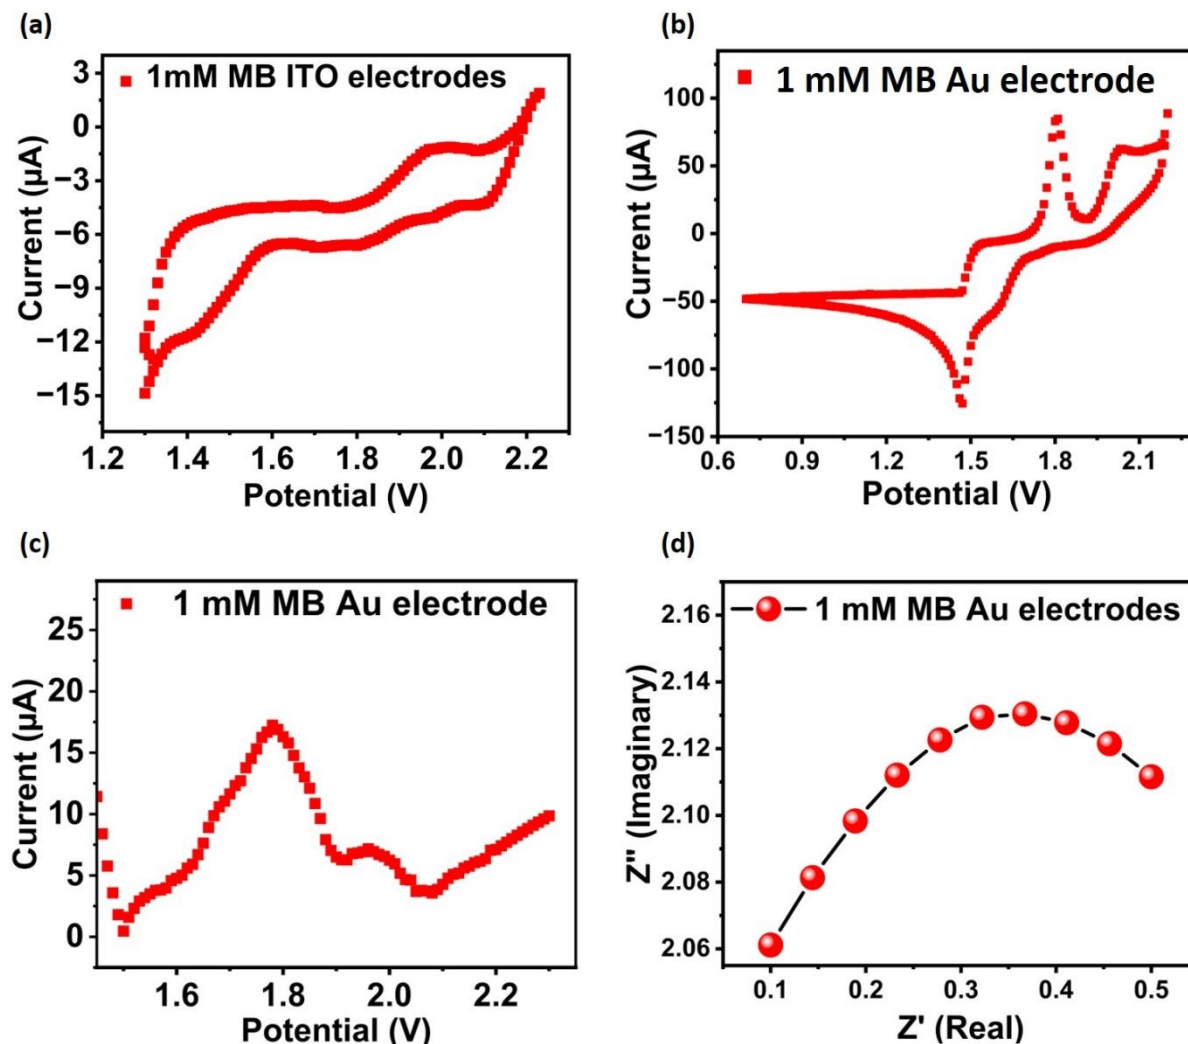 (a)
1mM MB ITO electrodes
3
0
−3
−6
−9
−12
−15
Current (µA)
1.2
1.4
1.6
1.8
2.0
2.2
Potential (V)
(b)
1 mM MB Au electrode
100
50
0
−50
−100
−150
Current (µA)
0.6
0.9
1.2
1.5
1.8
2.1
Potential (V)
(c)
1 mM MB Au electrode
25
20
15
10
5
0
Current (µA)
1.6
1.8
2.0
2.2
Potential (V)
(d)
1 mM MB Au electrodes
2.16
2.14
2.12
2.10
2.08
2.06
Z" (Imaginary)
0.1
0.2
0.3
0.4
0.5
Z' (Real)